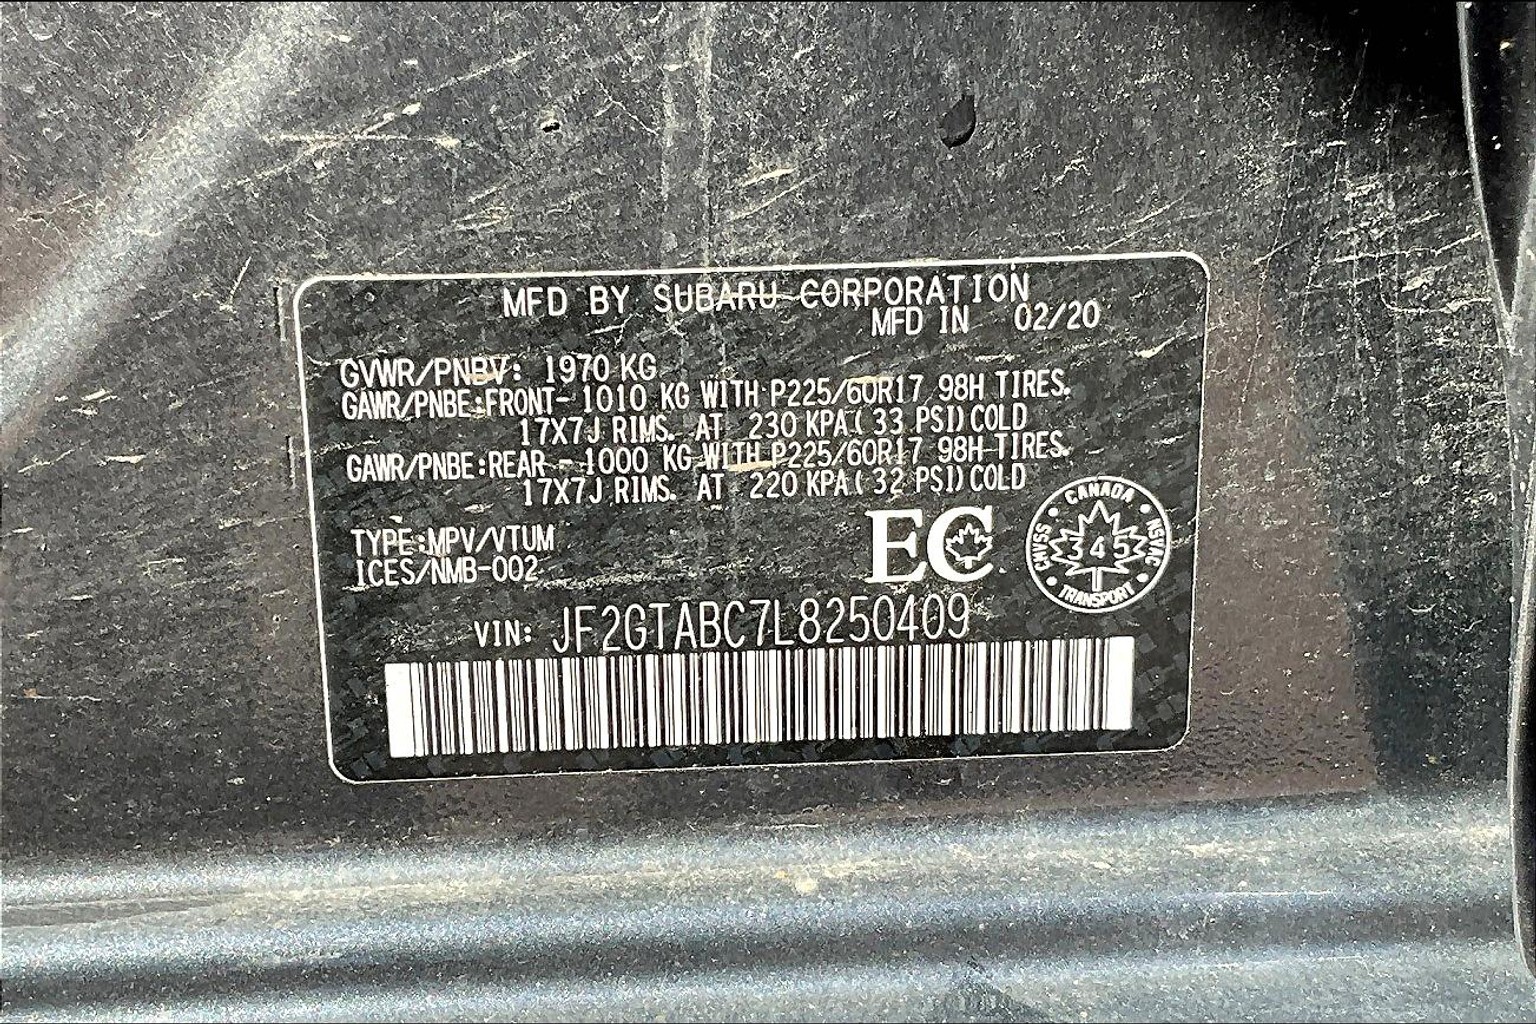 MFD BY SUBARU CORPORATION
MFD IN 02/20
GVWR/PNBV: 1970 KG
GAWR/PNBE:FRONT- 1010 KG WITH P225/60R17 98H TIRES.
17X7J RIMS. AT 230 KPA( 33 PSI)COLD
GAWR/PNBE:REAR - 1000 KG WITH P225/60R17 98H TIRES.
17X7J RIMS. AT 220 KPA( 32 PSI)COLD
TYPE:MPV/VTUM
ICES/NMB-002
EC
CANADA
CMVSS 345 NSVAC
TRANSPORT
VIN: JF2GTABC7L8250409